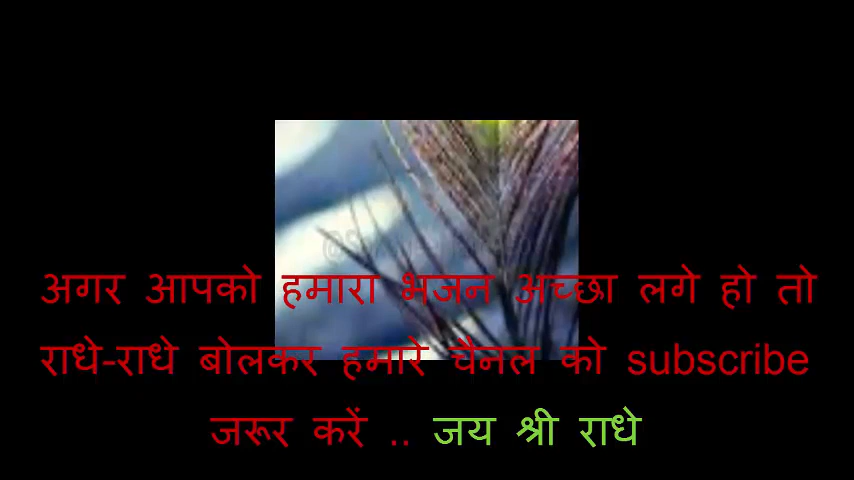 अगर आपको हमारा भजन अच्छा लगे हो तो
राधे-राधे बोलकर हमारे चैनल को subscribe
जरूर करें .. जय श्री राधे